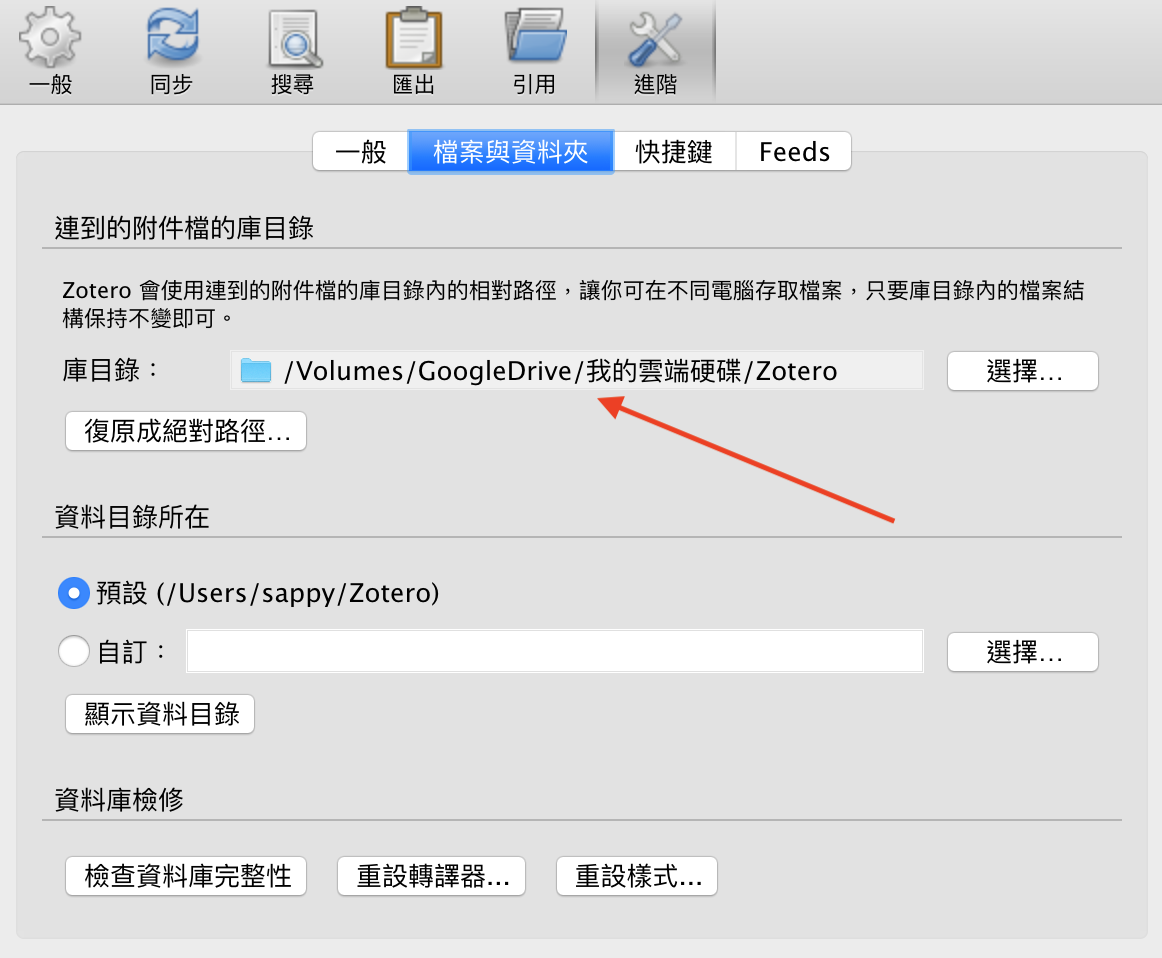 一般
同步
搜尋
匯出
引用
進階
一般
檔案與資料夾
快捷鍵
Feeds
連到的附件檔的庫目錄
Zotero 會使用連到的附件檔的庫目錄內的相對路徑，讓你可在不同電腦存取檔案，只要庫目錄內的檔案結
構保持不變即可。
庫目錄：
/Volumes/GoogleDrive/我的雲端硬碟/Zotero
選擇...
復原成絕對路徑...
資料目錄所在
預設 (/Users/sappy/Zotero)
自訂：
選擇...
顯示資料目錄
資料庫檢修
檢查資料庫完整性
重設轉譯器...
重設樣式...